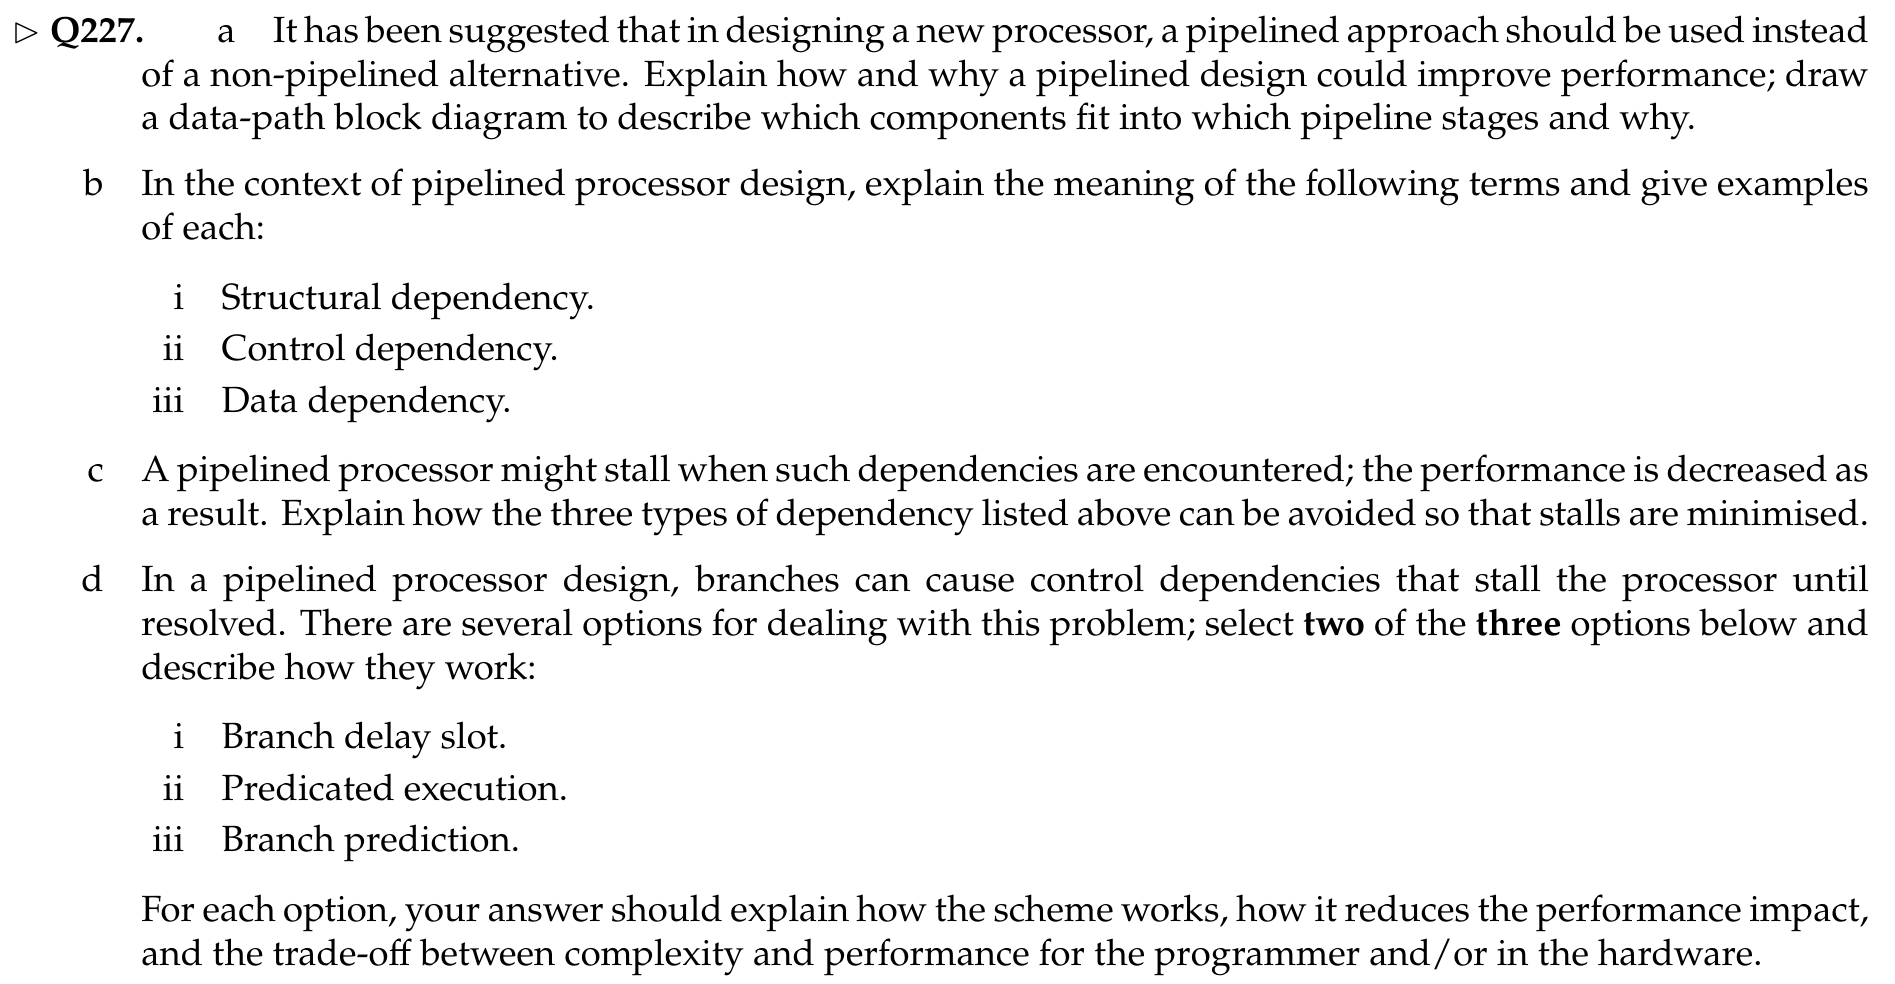 ▷ Q227. a It has been suggested that in designing a new processor, a pipelined approach should be used instead
of a non-pipelined alternative. Explain how and why a pipelined design could improve performance; draw
a data-path block diagram to describe which components fit into which pipeline stages and why.
b In the context of pipelined processor design, explain the meaning of the following terms and give examples
of each:
i Structural dependency.
ii Control dependency.
iii Data dependency.
c A pipelined processor might stall when such dependencies are encountered; the performance is decreased as
a result. Explain how the three types of dependency listed above can be avoided so that stalls are minimised.
d In a pipelined processor design, branches can cause control dependencies that stall the processor until
resolved. There are several options for dealing with this problem; select two of the three options below and
describe how they work:
i Branch delay slot.
ii Predicated execution.
iii Branch prediction.
For each option, your answer should explain how the scheme works, how it reduces the performance impact,
and the trade-off between complexity and performance for the programmer and/or in the hardware.